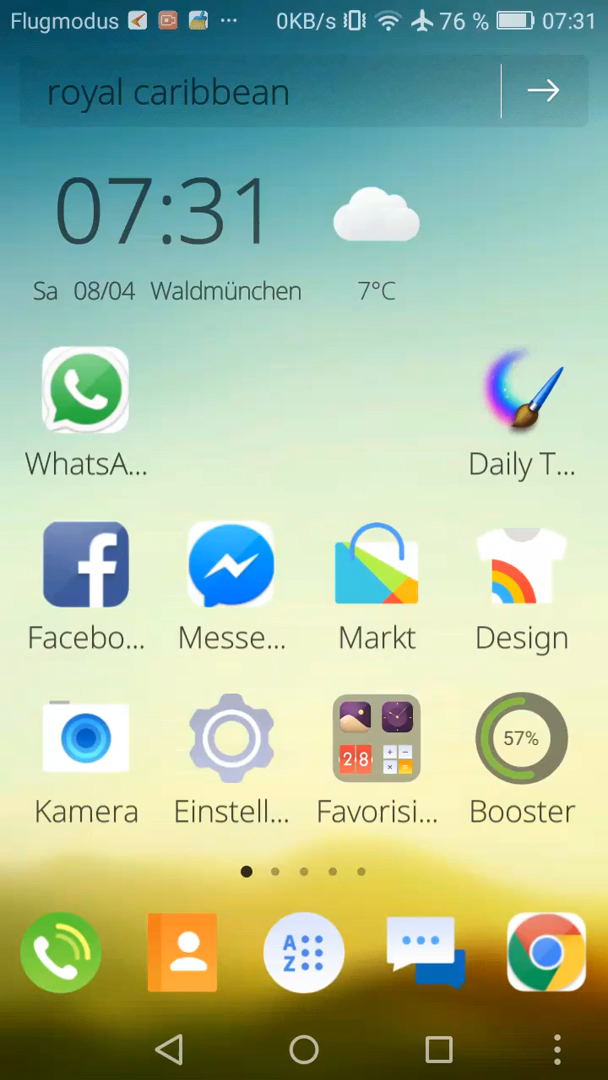 Flugmodus ... 0KB/s 76 % 07:31
royal caribbean
07:31
Sa 08/04 Waldmünchen 7°C
WhatsA... Daily T...
Facebo... Messe... Markt Design
28
57%
Kamera Einstell... Favorisi... Booster
A
Z